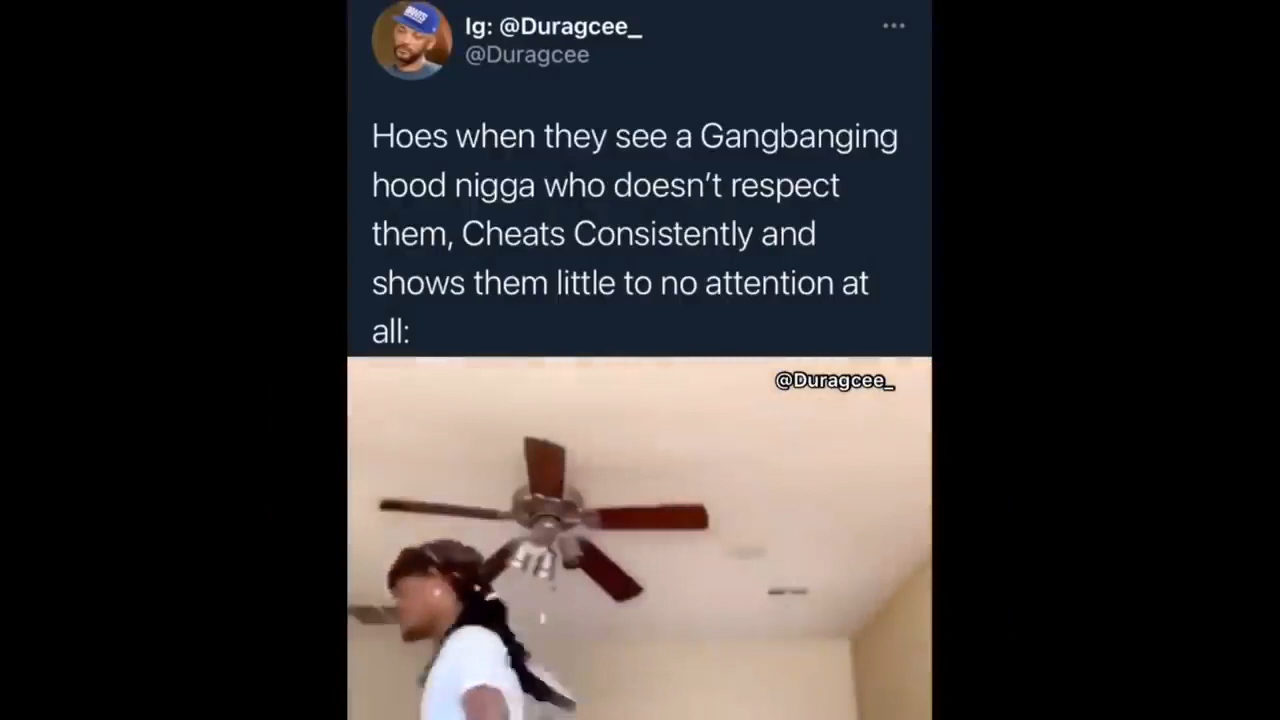 Ig: @Duragcee_
@Duragcee
Hoes when they see a Gangbanging
hood nigga who doesn't respect
them, Cheats Consistently and
shows them little to no attention at
all:
@Duragcee_